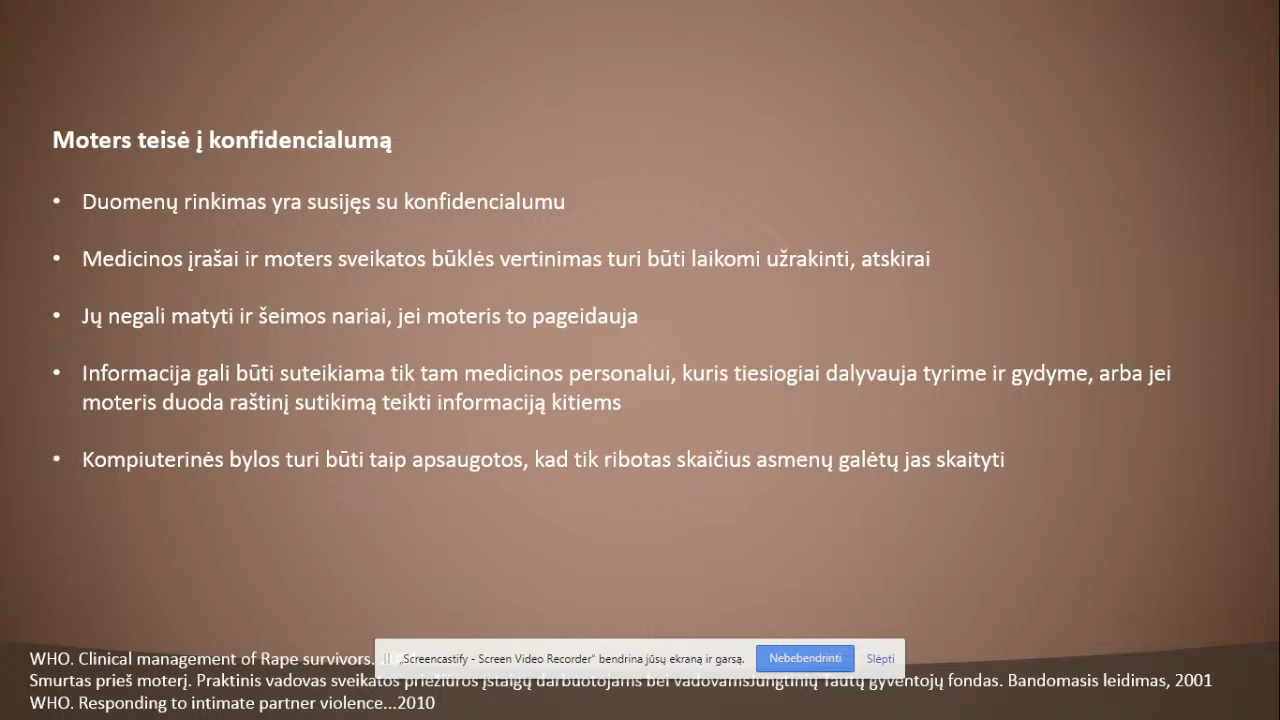 Moters teisė į konfidencialumą
• Duomenų rinkimas yra susijęs su konfidencialumu
• Medicinos įrašai ir moters sveikatos būklės vertinimas turi būti laikomi užrakinti, atskirai
• Jų negali matyti ir šeimos nariai, jei moteris to pageidauja
• Informacija gali būti suteikiama tik tam medicinos personalui, kuris tiesiogiai dalyvauja tyrime ir gydyme, arba jei
moteris duoda raštinį sutikimą teikti informaciją kitiems
• Kompiuterinės bylos turi būti taip apsaugotos, kad tik ribotas skaičius asmenų galėtų jas skaityti
WHO. Clinical management of Rape survivors.
„Screencastify - Screen Video Recorder“ bendrina jūsų ekraną ir garsą. Nebebendrinti Slėpti
Smurtas prieš moterį. Praktinis vadovas sveikatos priežiūros įstaigų darbuotojams bei vadovamsJungtinių Tautų gyventojų fondas. Bandomasis leidimas, 2001
WHO. Responding to intimate partner violence...2010